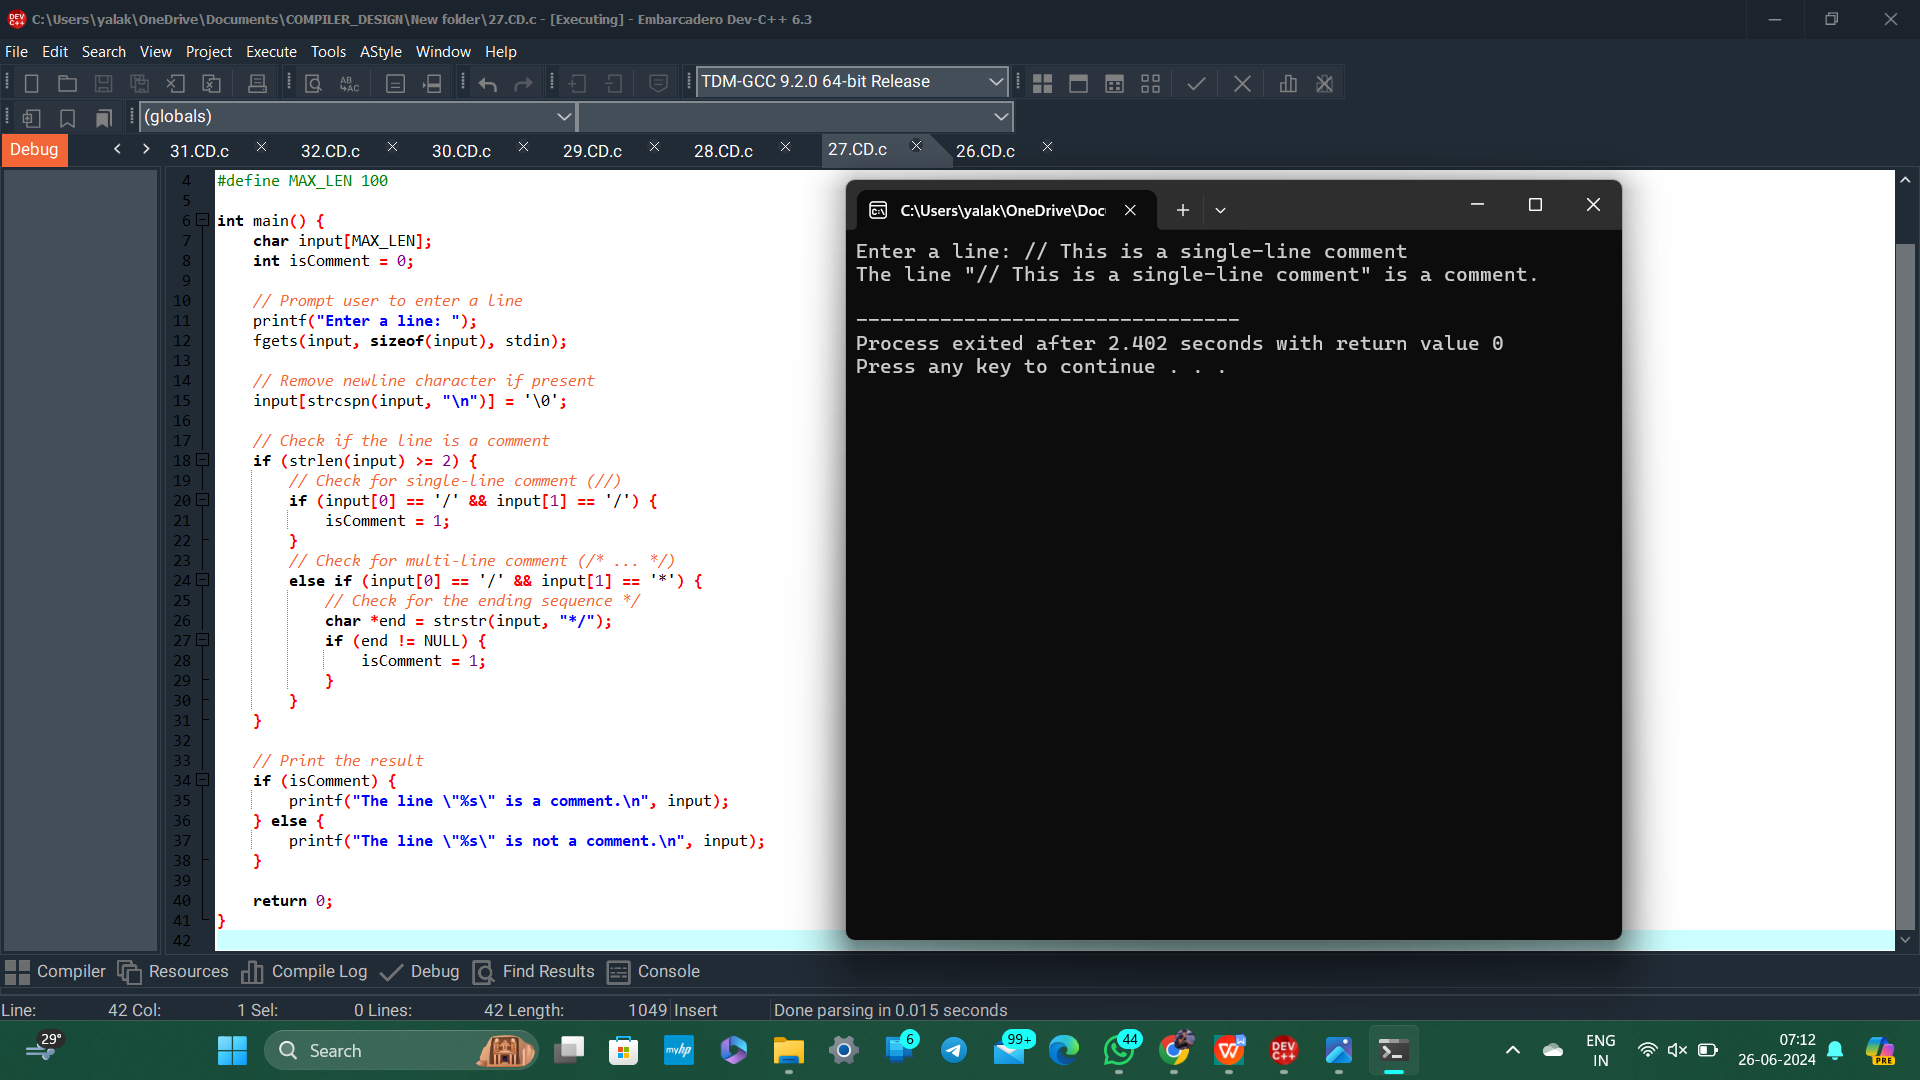 C:\Users\yalak\OneDrive\Documents\COMPILER_DESIGN\New folder\27.CD.c - [Executing] - Embarcadero Dev-C++ 6.3
File Edit Search View Project Execute Tools AStyle Window Help
TDM-GCC 9.2.0 64-bit Release
(globals)
Debug
31.CD.c 32.CD.c 30.CD.c 29.CD.c 28.CD.c 27.CD.c 26.CD.c
4 #define MAX_LEN 100
5
6 int main() {
7 char input[MAX_LEN];
8 int isComment = 0;
9
10 // Prompt user to enter a line
11 printf("Enter a line: ");
12 fgets(input, sizeof(input), stdin);
13
14 // Remove newline character if present
15 input[strcspn(input, "\n")] = '\0';
16
17 // Check if the line is a comment
18 if (strlen(input) >= 2) {
19 // Check for single-line comment (//)
20 if (input[0] == '/' && input[1] == '/') {
21 isComment = 1;
22 }
23 // Check for multi-line comment (/* ... */)
24 else if (input[0] == '/' && input[1] == '*') {
25 // Check for the ending sequence */
26 char *end = strstr(input, "*/");
27 if (end != NULL) {
28 isComment = 1;
29 }
30 }
31 }
32
33 // Print the result
34 if (isComment) {
35 printf("The line \"%s\" is a comment.\n", input);
36 } else {
37 printf("The line \"%s\" is not a comment.\n", input);
38 }
39
40 return 0;
41 }
42
C:\Users\yalak\OneDrive\Doc
Enter a line: // This is a single-line comment
The line "// This is a single-line comment" is a comment.
--------------------------------
Process exited after 2.402 seconds with return value 0
Press any key to continue . . .
Compiler Resources Compile Log Debug Find Results Console
Line: 42 Col: 1 Sel: 0 Lines: 42 Length: 1049 Insert Done parsing in 0.015 seconds
29°
Search
myhp
6
99+
44
DEV C++
ENG
IN
07:12
26-06-2024
PRE